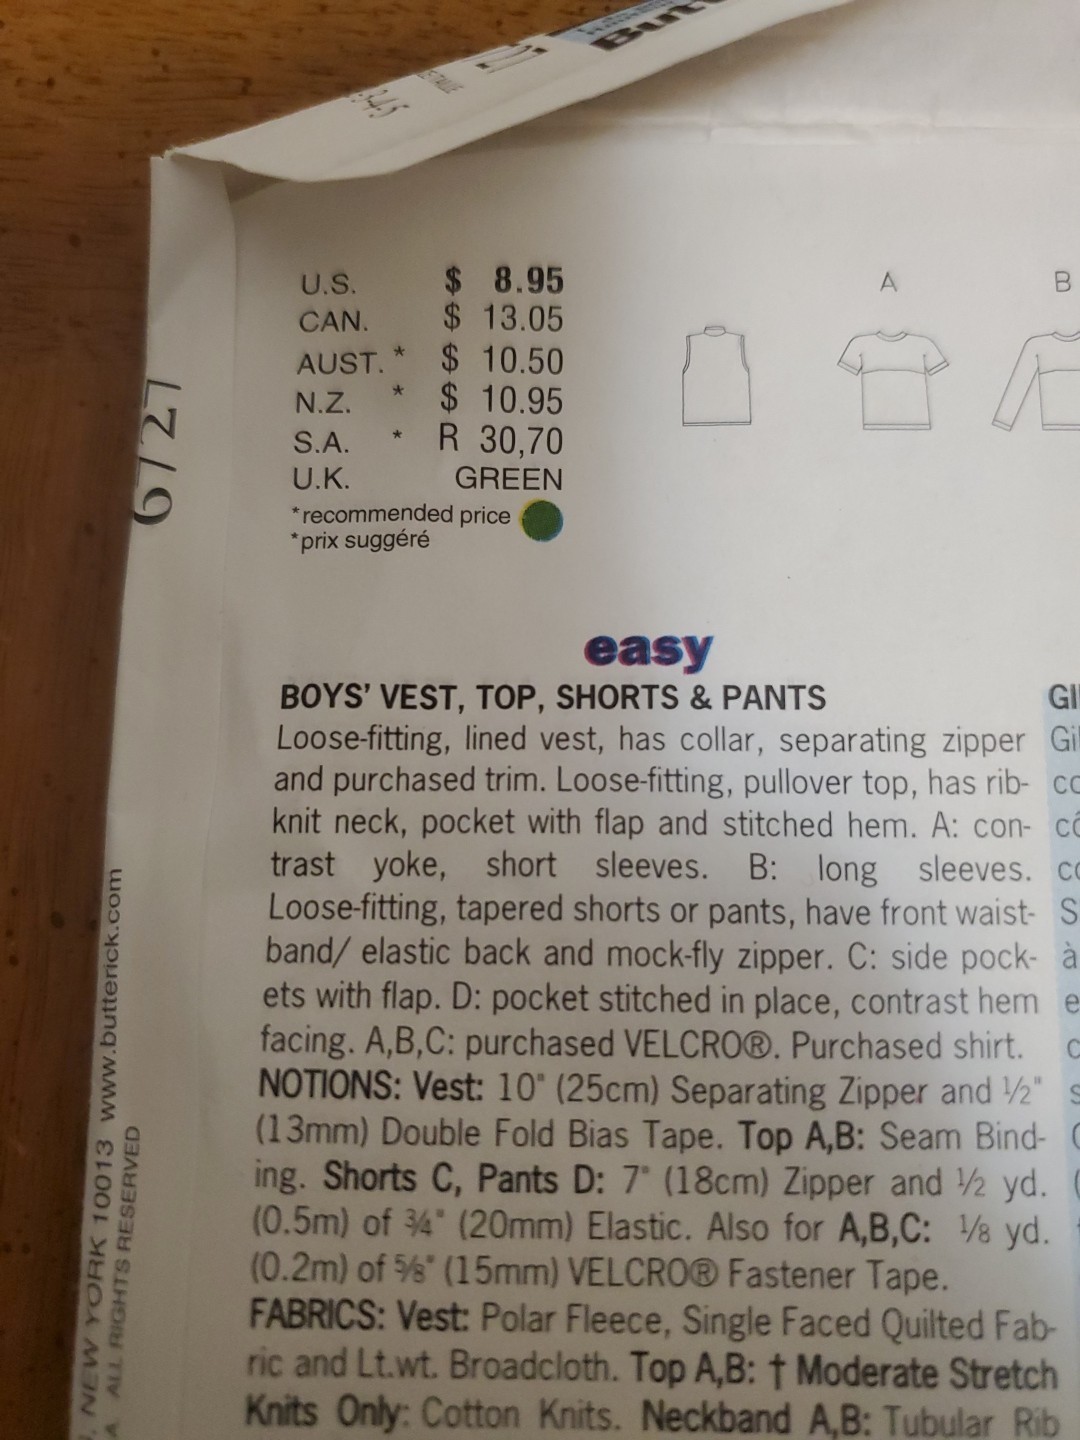 6727
U.S. $ 8.95
CAN. $ 13.05
AUST.* $ 10.50
N.Z. * $ 10.95
S.A. * R 30,70
U.K. GREEN
*recommended price
*prix suggéré
A
B
easy
BOYS' VEST, TOP, SHORTS & PANTS
Loose-fitting, lined vest, has collar, separating zipper
and purchased trim. Loose-fitting, pullover top, has rib-
knit neck, pocket with flap and stitched hem. A: con-
trast yoke, short sleeves. B: long sleeves.
Loose-fitting, tapered shorts or pants, have front waist-
band/ elastic back and mock-fly zipper. C: side pock-
ets with flap. D: pocket stitched in place, contrast hem
facing. A,B,C: purchased VELCRO®. Purchased shirt.
NOTIONS: Vest: 10" (25cm) Separating Zipper and ½"
(13mm) Double Fold Bias Tape. Top A,B: Seam Bind-
ing. Shorts C, Pants D: 7" (18cm) Zipper and ½ yd.
(0.5m) of ¾" (20mm) Elastic. Also for A,B,C: ⅛ yd.
(0.2m) of ⅝" (15mm) VELCRO® Fastener Tape.
FABRICS: Vest: Polar Fleece, Single Faced Quilted Fab-
ric and Lt.wt. Broadcloth. Top A,B: † Moderate Stretch
Knits Only: Cotton Knits. Neckband A,B: Tubular Rib
NEW YORK 10013 www.butterick.com
ALL RIGHTS RESERVED